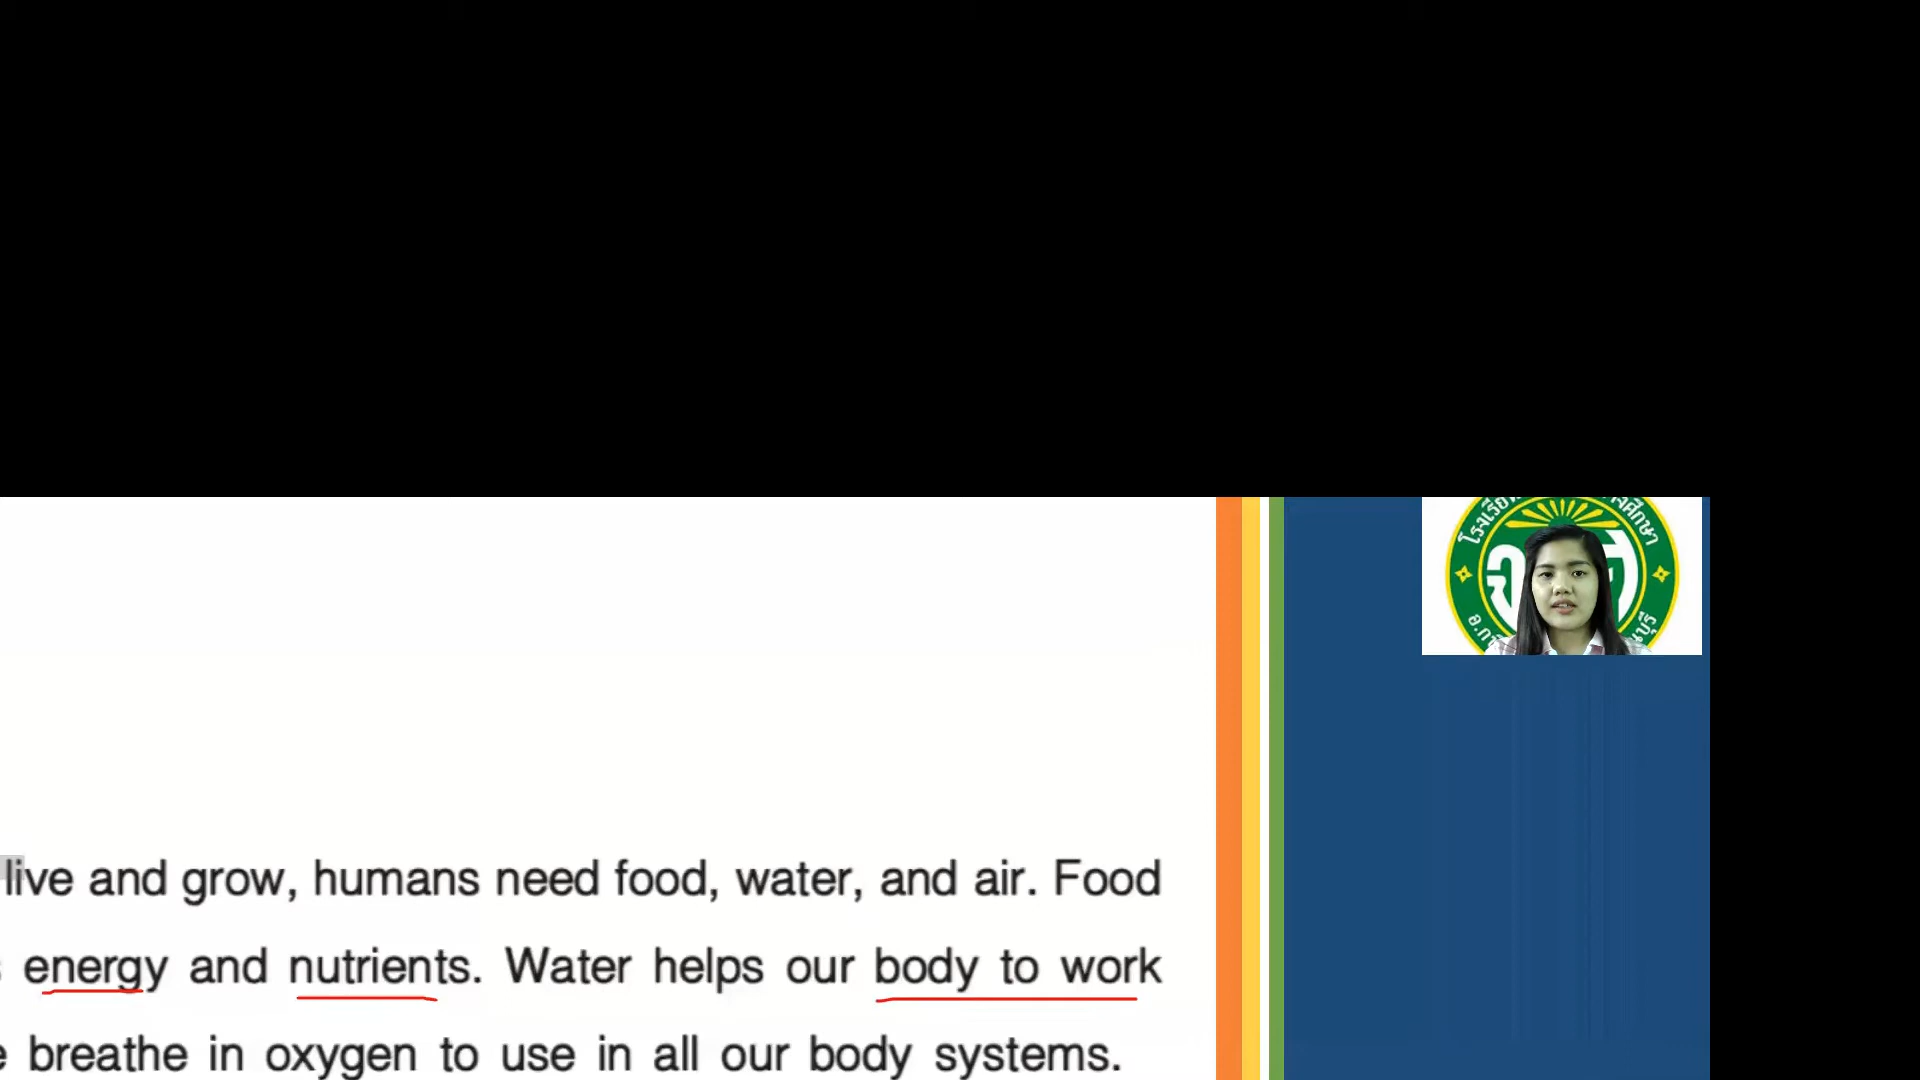 live and grow, humans need food, water, and air. Food
energy and nutrients. Water helps our body to work
breathe in oxygen to use in all our body systems.